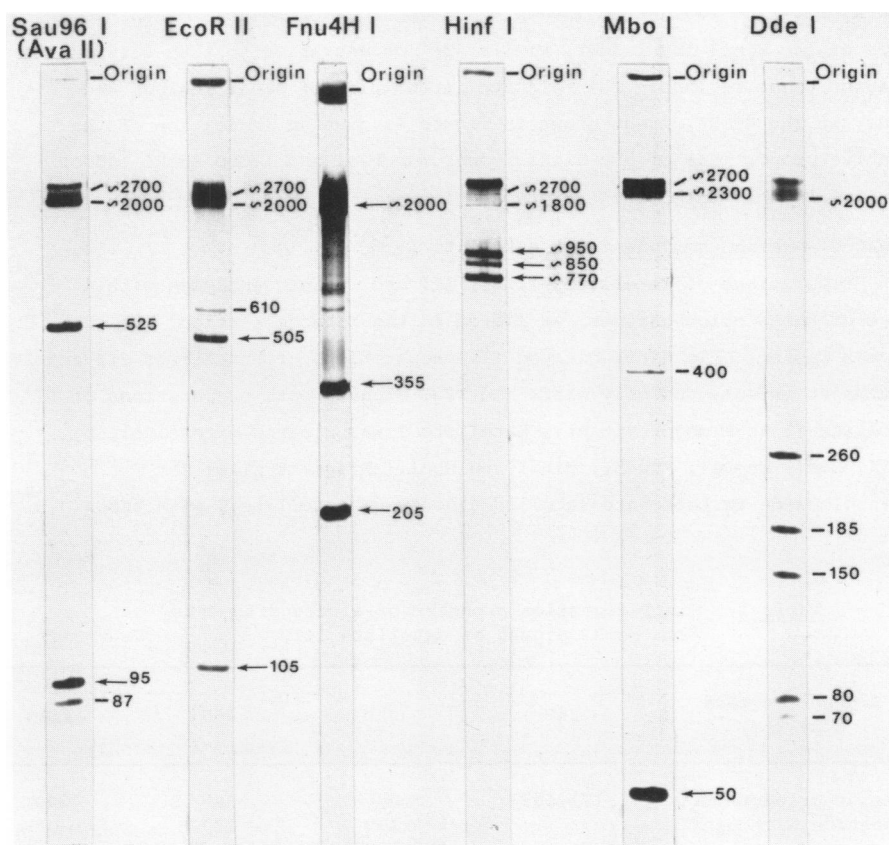 Sau96 I
(Ava II)
Origin
∽2700
∽2000
525
95
87
EcoR II
Origin
∽2700
∽2000
610
505
105
Fnu4H I
Origin
∽2000
355
205
Hinf I
Origin
∽2700
∽1800
∽950
∽850
∽770
Mbo I
Origin
∽2700
∽2300
400
50
Dde I
Origin
∽2000
260
185
150
80
70